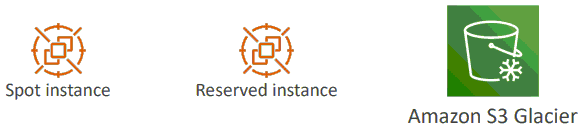 Spot instance
Reserved instance
Amazon S3 Glacier